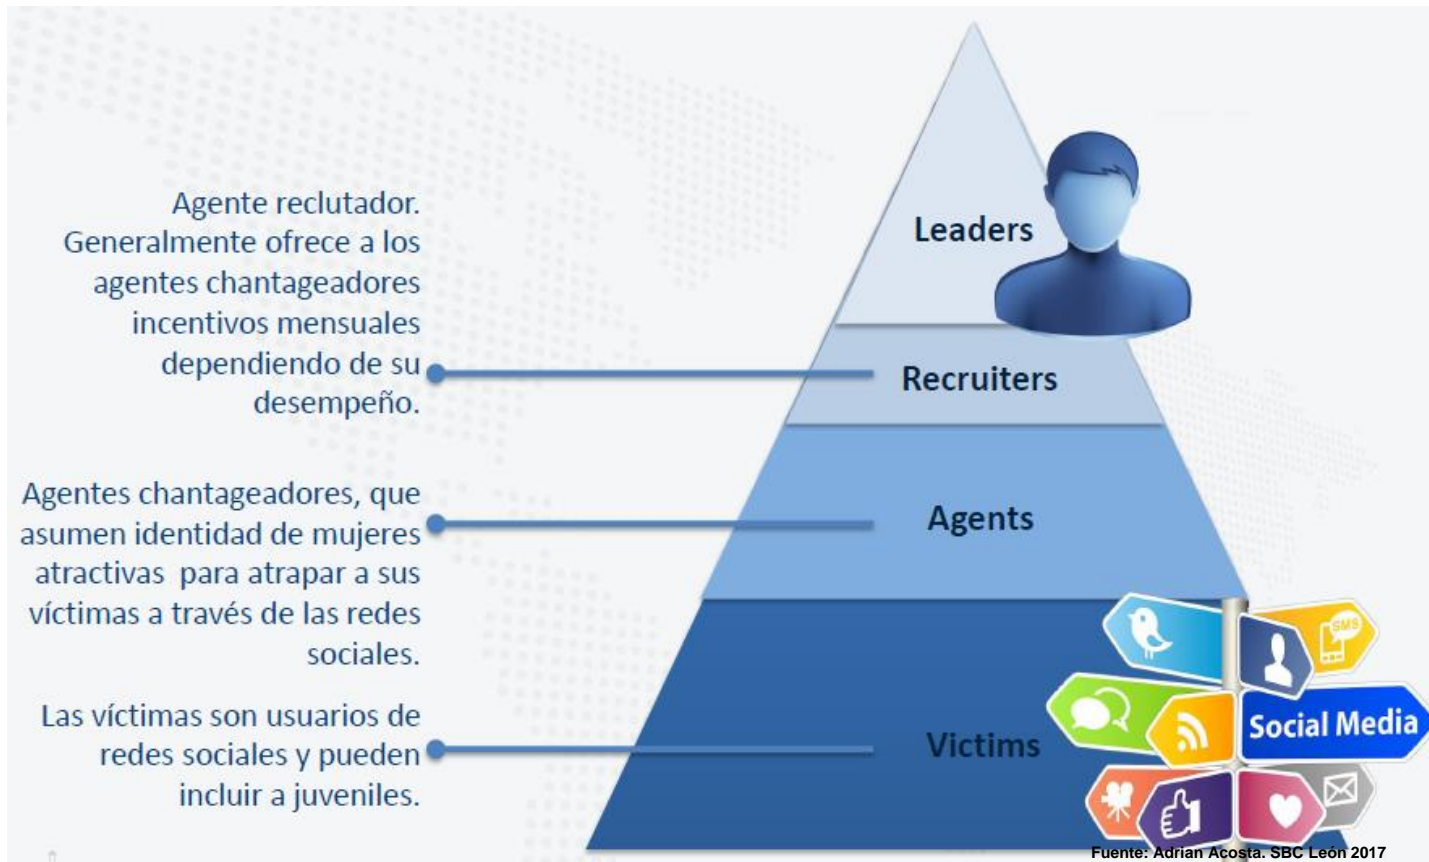 Agente reclutador.
Generalmente ofrece a los
agentes chantageadores
incentivos mensuales
dependiendo de su
desempeño.
Agentes chantageadores, que
asumen identidad de mujeres
atractivas para atrapar a sus
víctimas a través de las redes
sociales.
Las víctimas son usuarios de
redes sociales y pueden
incluir a juveniles.
Leaders
Recruiters
Agents
Victims
SMS
Social Media
Fuente: Adrian Acosta. SBC León 2017